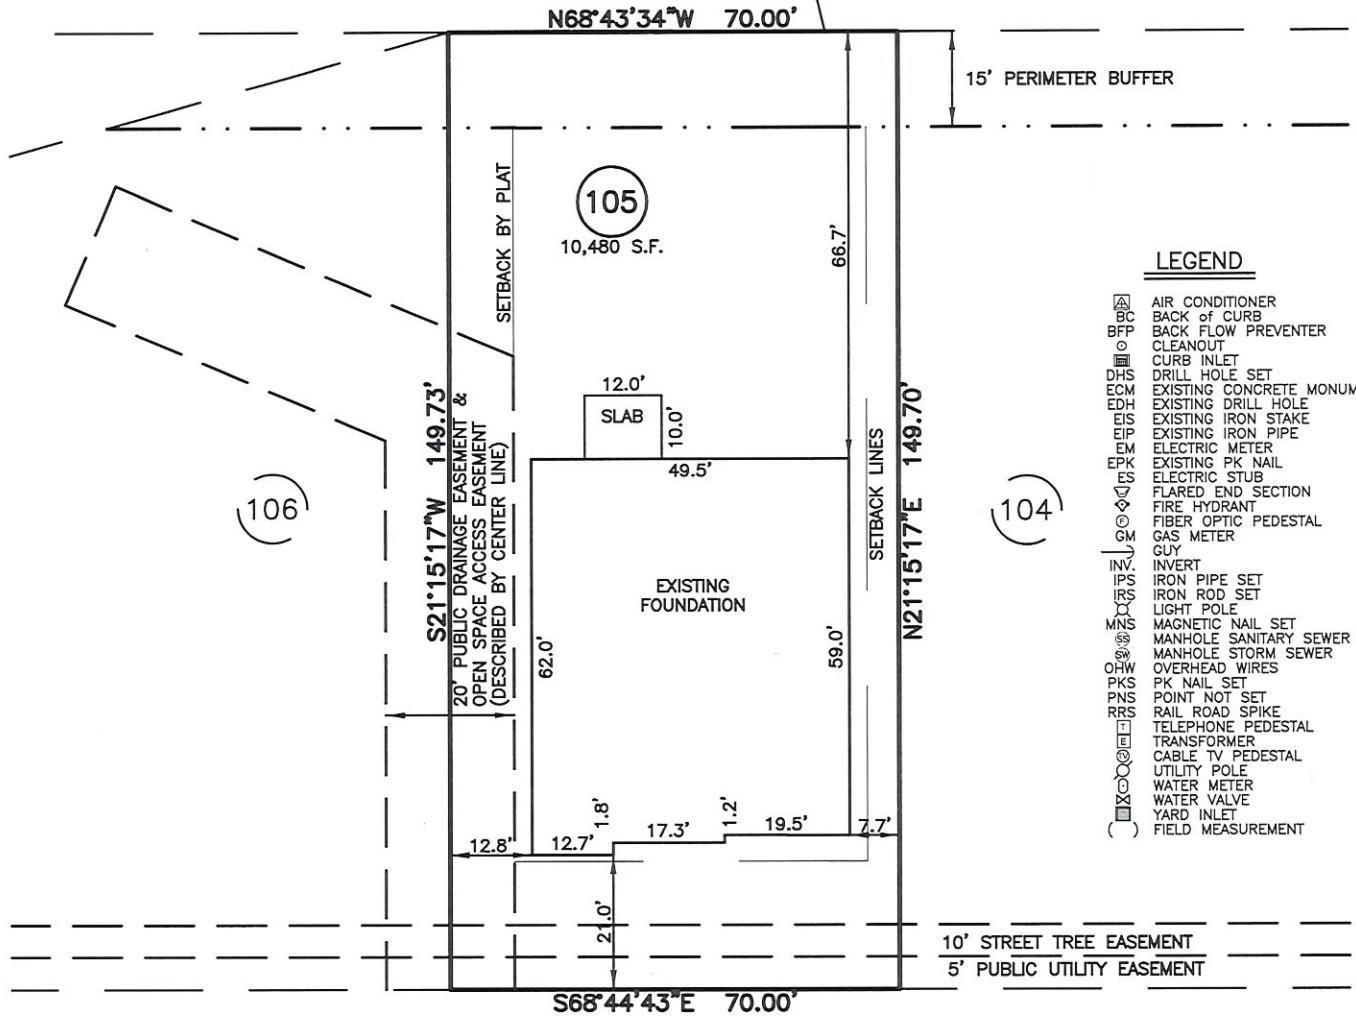 N68°43'34"W 70.00'
15' PERIMETER BUFFER
SETBACK BY PLAT
105
10,480 S.F.
66.7'
LEGEND
AIR CONDITIONER
BC BACK of CURB
BFP BACK FLOW PREVENTER
CLEANOUT
CURB INLET
DHS DRILL HOLE SET
ECM EXISTING CONCRETE MONUM
EDH EXISTING DRILL HOLE
EIS EXISTING IRON STAKE
EIP EXISTING IRON PIPE
EM ELECTRIC METER
EPK EXISTING PK NAIL
ES ELECTRIC STUB
FLARED END SECTION
FIRE HYDRANT
F FIBER OPTIC PEDESTAL
GM GAS METER
GUY
INV. INVERT
IPS IRON PIPE SET
IRS IRON ROD SET
LIGHT POLE
MNS MAGNETIC NAIL SET
SS MANHOLE SANITARY SEWER
SW MANHOLE STORM SEWER
OHW OVERHEAD WIRES
PKS PK NAIL SET
PNS POINT NOT SET
RRS RAIL ROAD SPIKE
T TELEPHONE PEDESTAL
E TRANSFORMER
CABLE TV PEDESTAL
UTILITY POLE
WATER METER
WATER VALVE
YARD INLET
( ) FIELD MEASUREMENT
12.0'
SLAB
10.0'
49.5'
S21°15'17"W 149.73'
20' PUBLIC DRAINAGE EASEMENT &
OPEN SPACE ACCESS EASEMENT
(DESCRIBED BY CENTER LINE)
SETBACK LINES
N21°15'17"E 149.70'
106
104
EXISTING
FOUNDATION
62.0'
59.0'
12.8'
12.7'
1.8'
17.3'
1.2'
19.5'
7.7'
21.0'
10' STREET TREE EASEMENT
5' PUBLIC UTILITY EASEMENT
S68°44'43"E 70.00'